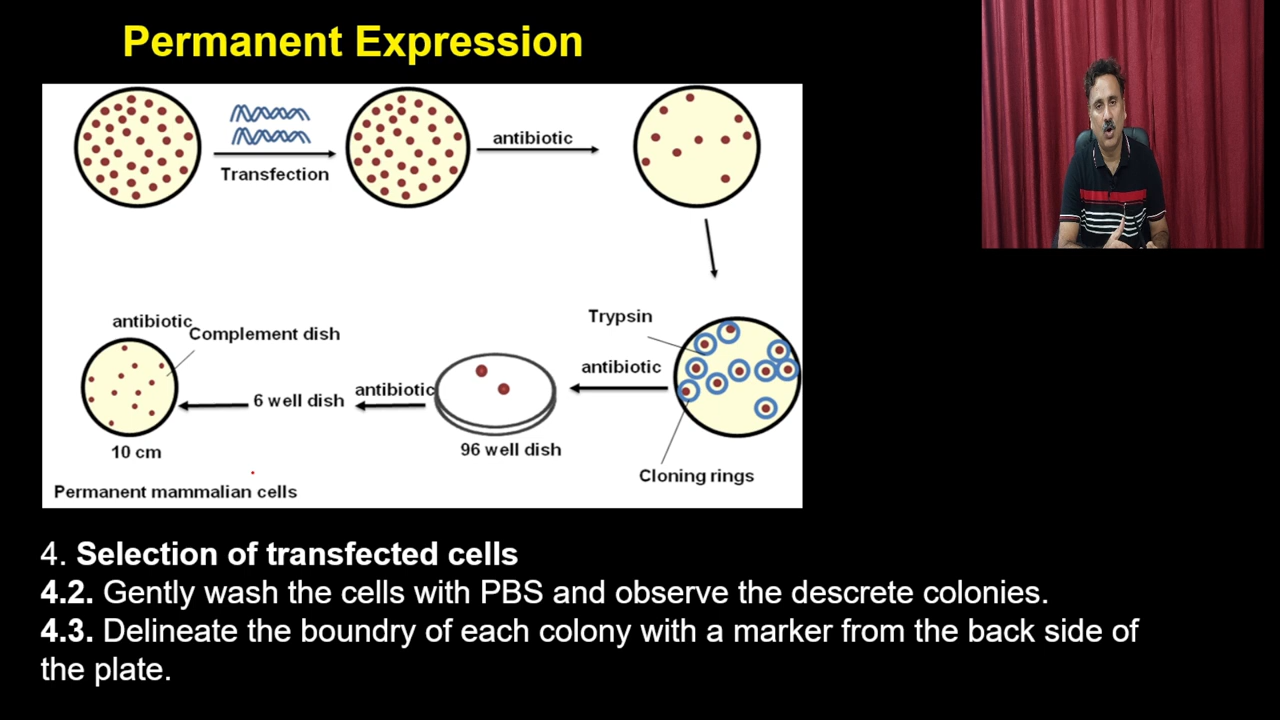 Permanent Expression
Transfection
antibiotic
Trypsin
antibiotic
Cloning rings
96 well dish
antibiotic
6 well dish
antibiotic
Complement dish
10 cm
Permanent mammalian cells
4. Selection of transfected cells
4.2. Gently wash the cells with PBS and observe the descrete colonies.
4.3. Delineate the boundry of each colony with a marker from the back side of
the plate.